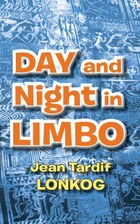 DAY and
Night in
LIMBO
Jean Tardif
LONKOG